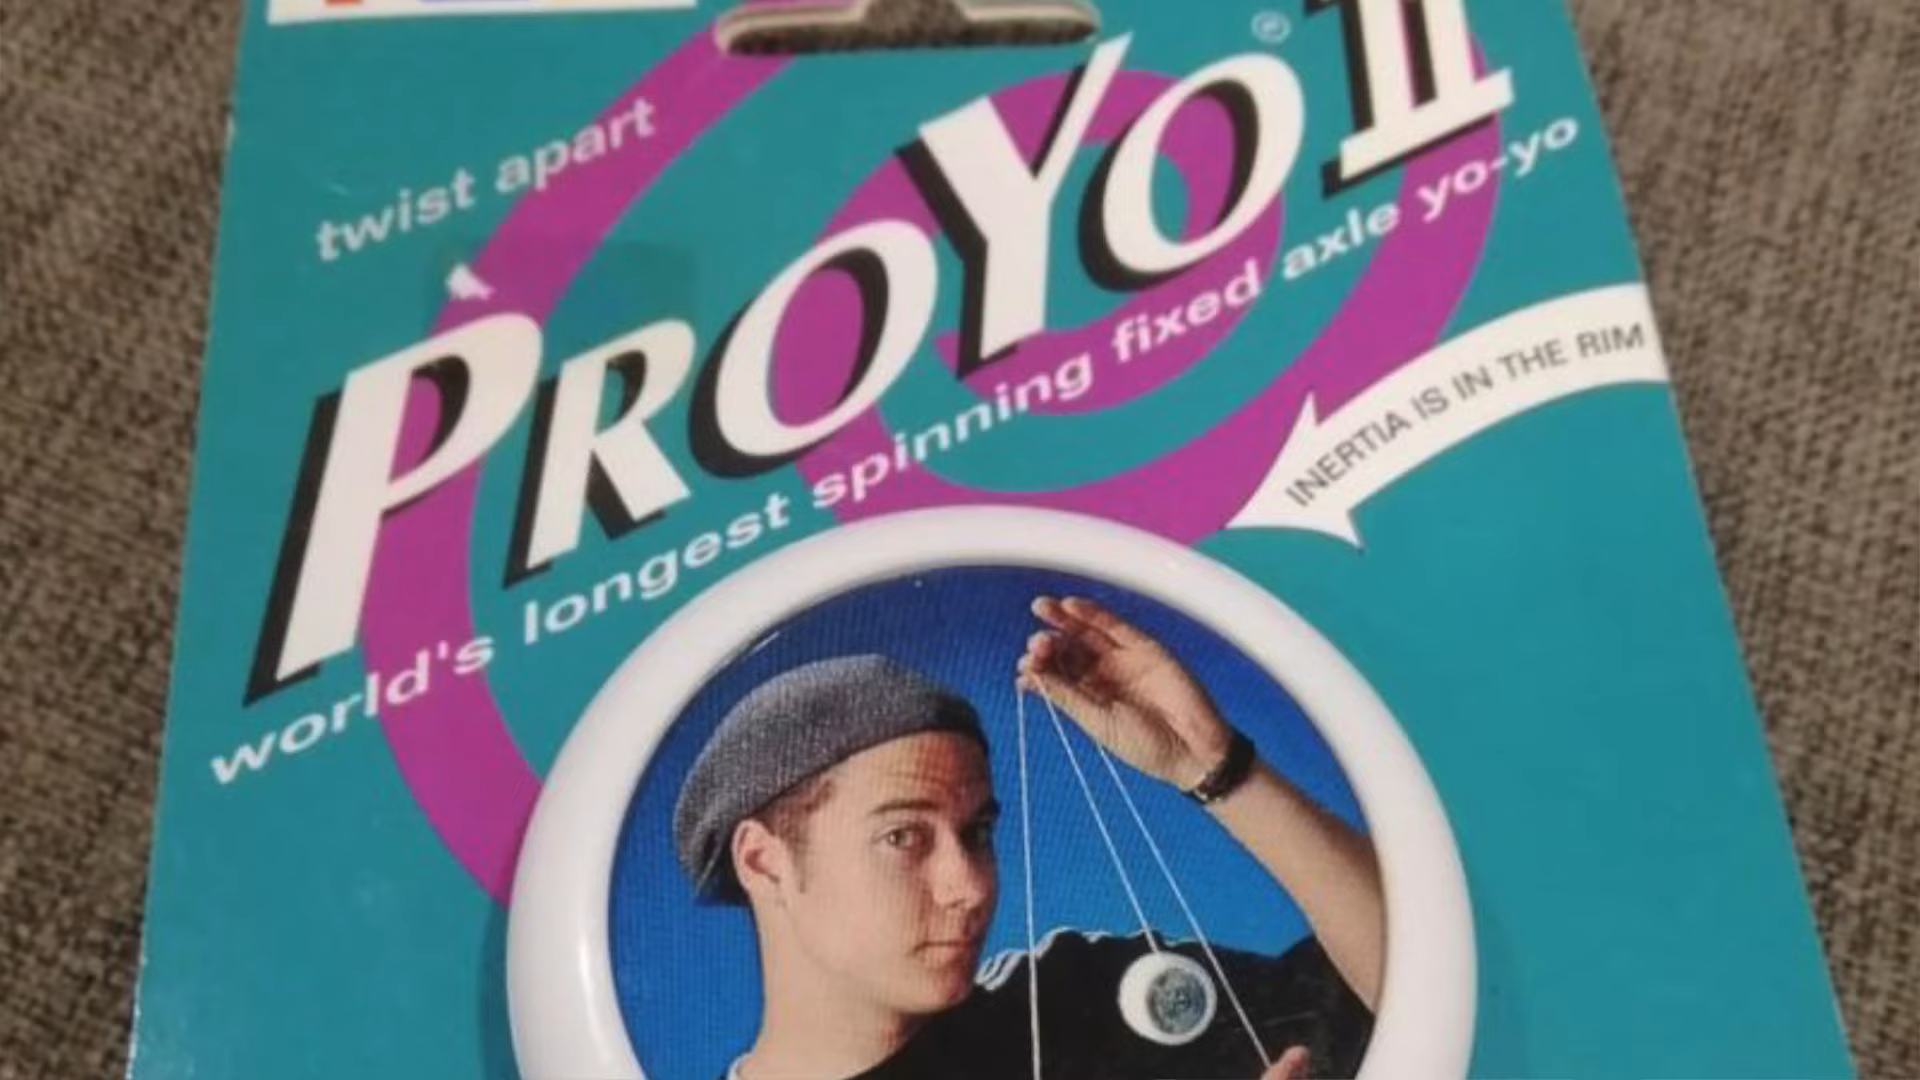 twist apart
PROYO II ®
world's longest spinning fixed axle yo-yo
INERTIA IS IN THE RIM